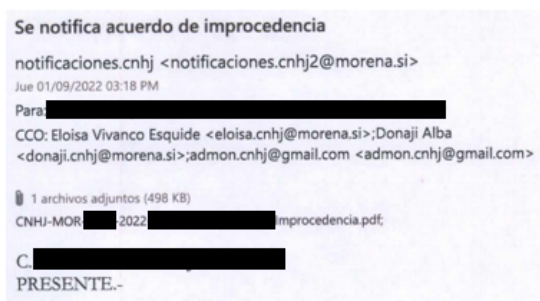 Se notifica acuerdo de improcedencia
notificaciones.cnhj <notificaciones.cnhj2@morena.si>
Jue 01/09/2022 03:18 PM
Para:
CCO: Eloisa Vivanco Esquide <eloisa.cnhj@morena.si>;Donaji Alba
<donaji.cnhj@morena.si>;admon.cnhj@gmail.com <admon.cnhj@gmail.com>
1 archivos adjuntos (498 KB)
CNHJ-MOR- -2022 Improcedencia.pdf;
C.
PRESENTE.-